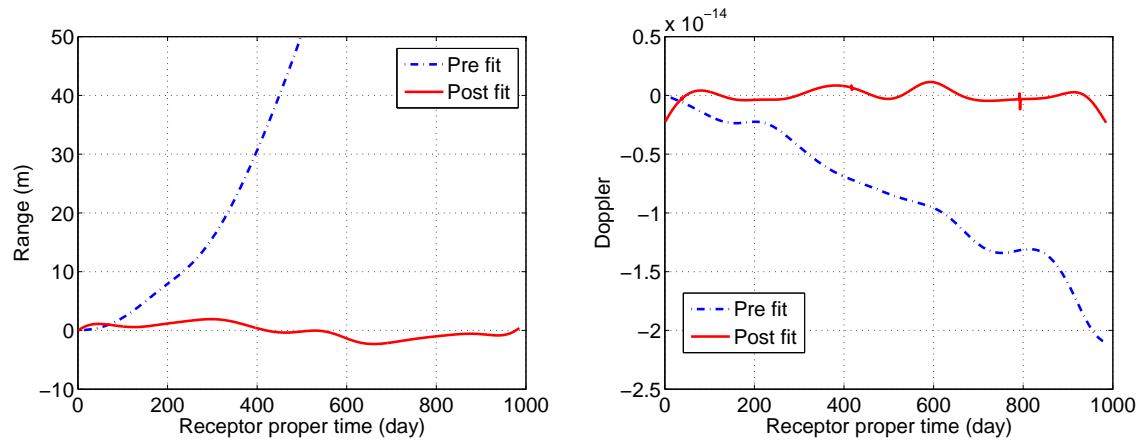 50
40
30
20
10
0
−10
Range (m)
Pre fit
Post fit
0
200
400
600
800
1000
Receptor proper time (day)
x 10−14
0.5
0
−0.5
−1
−1.5
−2
−2.5
Doppler
Pre fit
Post fit
0
200
400
600
800
1000
Receptor proper time (day)